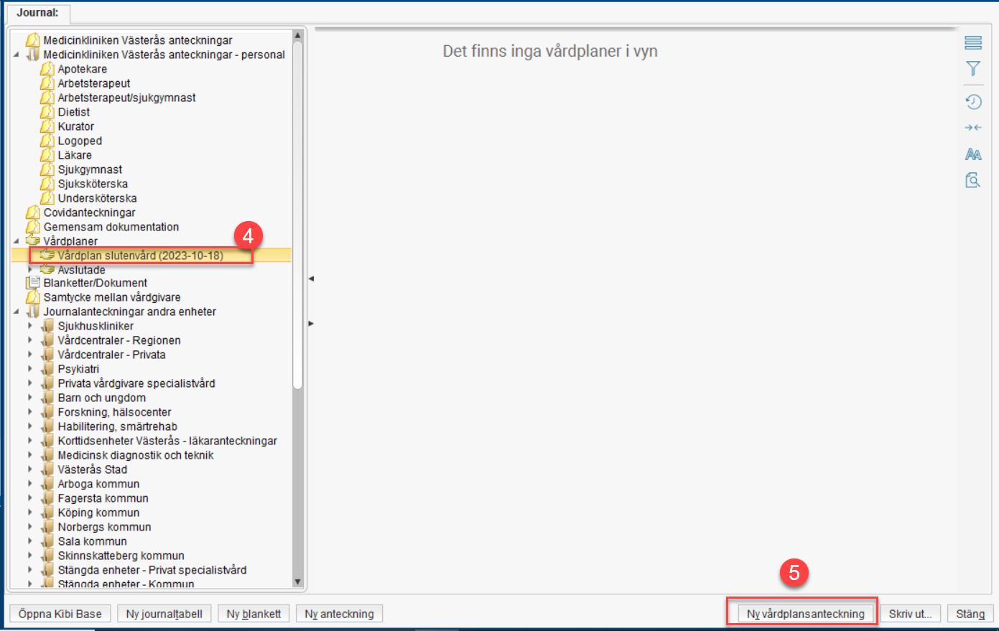 Journal:
Medicinkliniken Västerås anteckningar
Medicinkliniken Västerås anteckningar - personal
Apotekare
Arbetsterapeut
Arbetsterapeut/sjukgymnast
Dietist
Kurator
Logoped
Läkare
Sjukgymnast
Sjuksköterska
Undersköterska
Covidanteckningar
Gemensam dokumentation
Vårdplaner
4
Vårdplan slutenvård (2023-10-18)
Avslutade
Blanketter/Dokument
Samtycke mellan vårdgivare
Journalanteckningar andra enheter
Sjukhuskliniker
Vårdcentraler - Regionen
Vårdcentraler - Privata
Psykiatri
Privata vårdgivare specialistvård
Barn och ungdom
Forskning, hälsocenter
Habilitering, smärtrehab
Korttidsenheter Västerås - läkaranteckningar
Medicinsk diagnostik och teknik
Västerås Stad
Arboga kommun
Fagersta kommun
Köping kommun
Norbergs kommun
Sala kommun
Skinnskatteberg kommun
Stängda enheter - Privat specialistvård
Stängda enheter - Kommun
Det finns inga vårdplaner i vyn
AA
5
Öppna Kibi Base
Ny journaltabell
Ny blankett
Ny anteckning
Ny vårdplansanteckning
Skriv ut...
Stäng